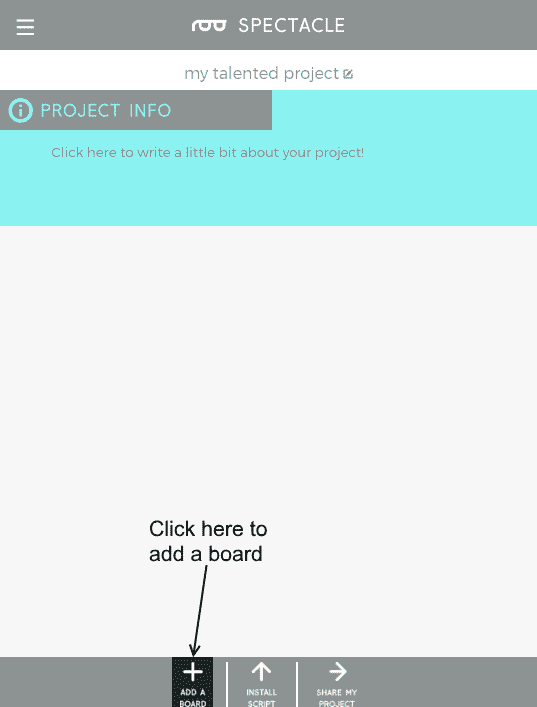 SPECTACLE
my talented project
PROJECT INFO
Click here to write a little bit about your project!
Click here to
add a board
ADD A
BOARD
INSTALL
SCRIPT
SHARE MY
PROJECT